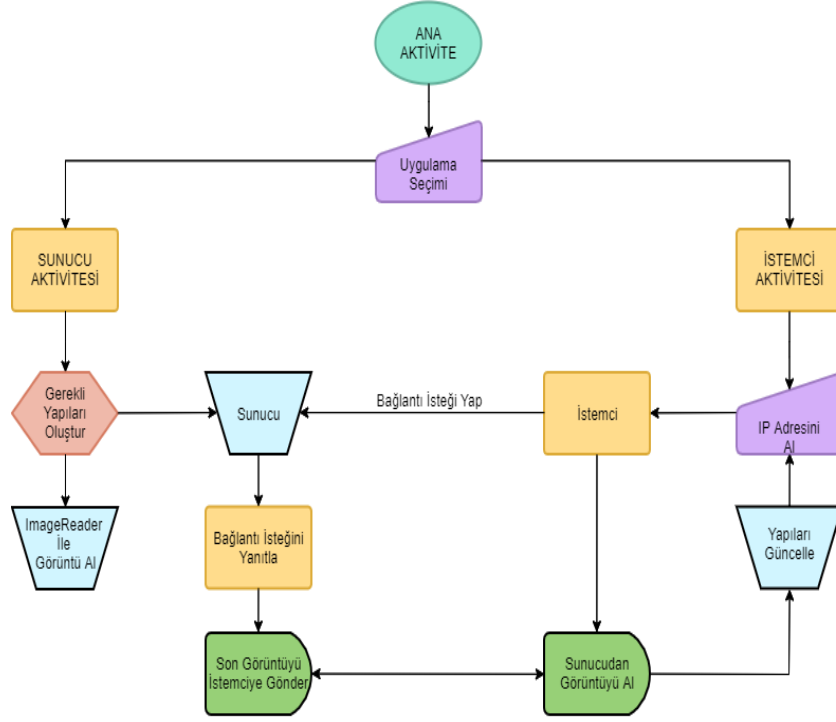 ANA
AKTİVİTE
Uygulama
Seçimi
SUNUCU
AKTİVİTESİ
İSTEMCİ
AKTİVİTESİ
Gerekli
Yapıları
Oluştur
Sunucu
Bağlantı İsteği Yap
İstemci
IP Adresini
Al
ImageReader
İle
Görüntü Al
Bağlantı İsteğini
Yanıtla
Yapıları
Güncelle
Son Görüntüyü
İstemciye Gönder
Sunucudan
Görüntüyü Al